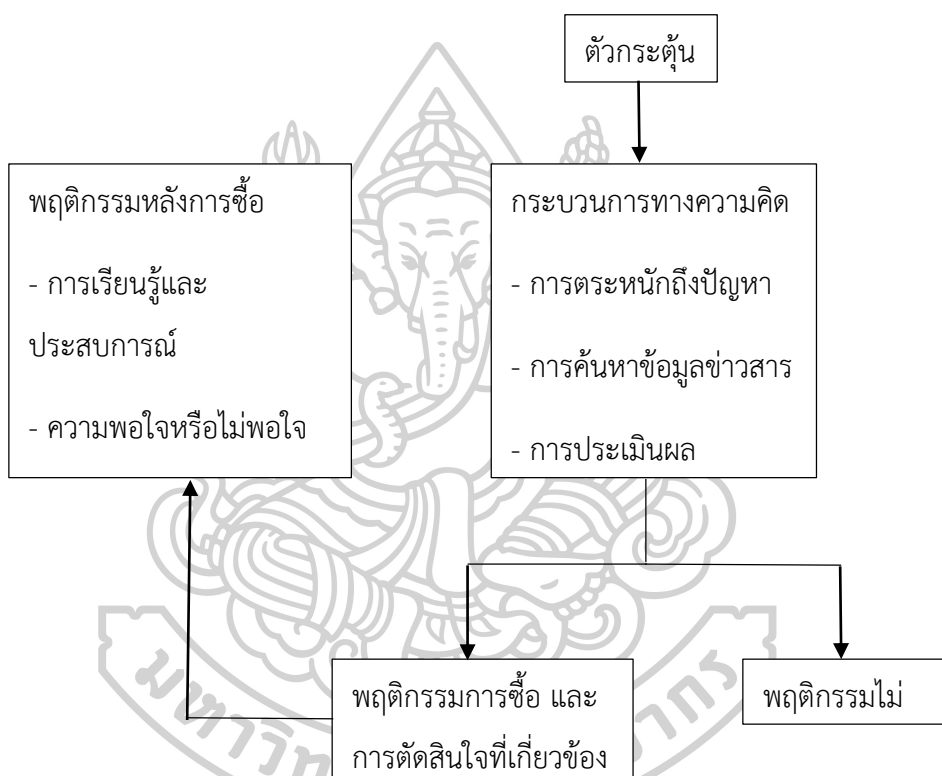 ตัวกระตุ้น
กระบวนการทางความคิด
- การตระหนักถึงปัญหา
- การค้นหาข้อมูลข่าวสาร
- การประเมินผล
พฤติกรรมหลังการซื้อ
- การเรียนรู้และ
ประสบการณ์
- ความพอใจหรือไม่พอใจ
พฤติกรรมการซื้อ และ
การตัดสินใจที่เกี่ยวข้อง
พฤติกรรมไม่